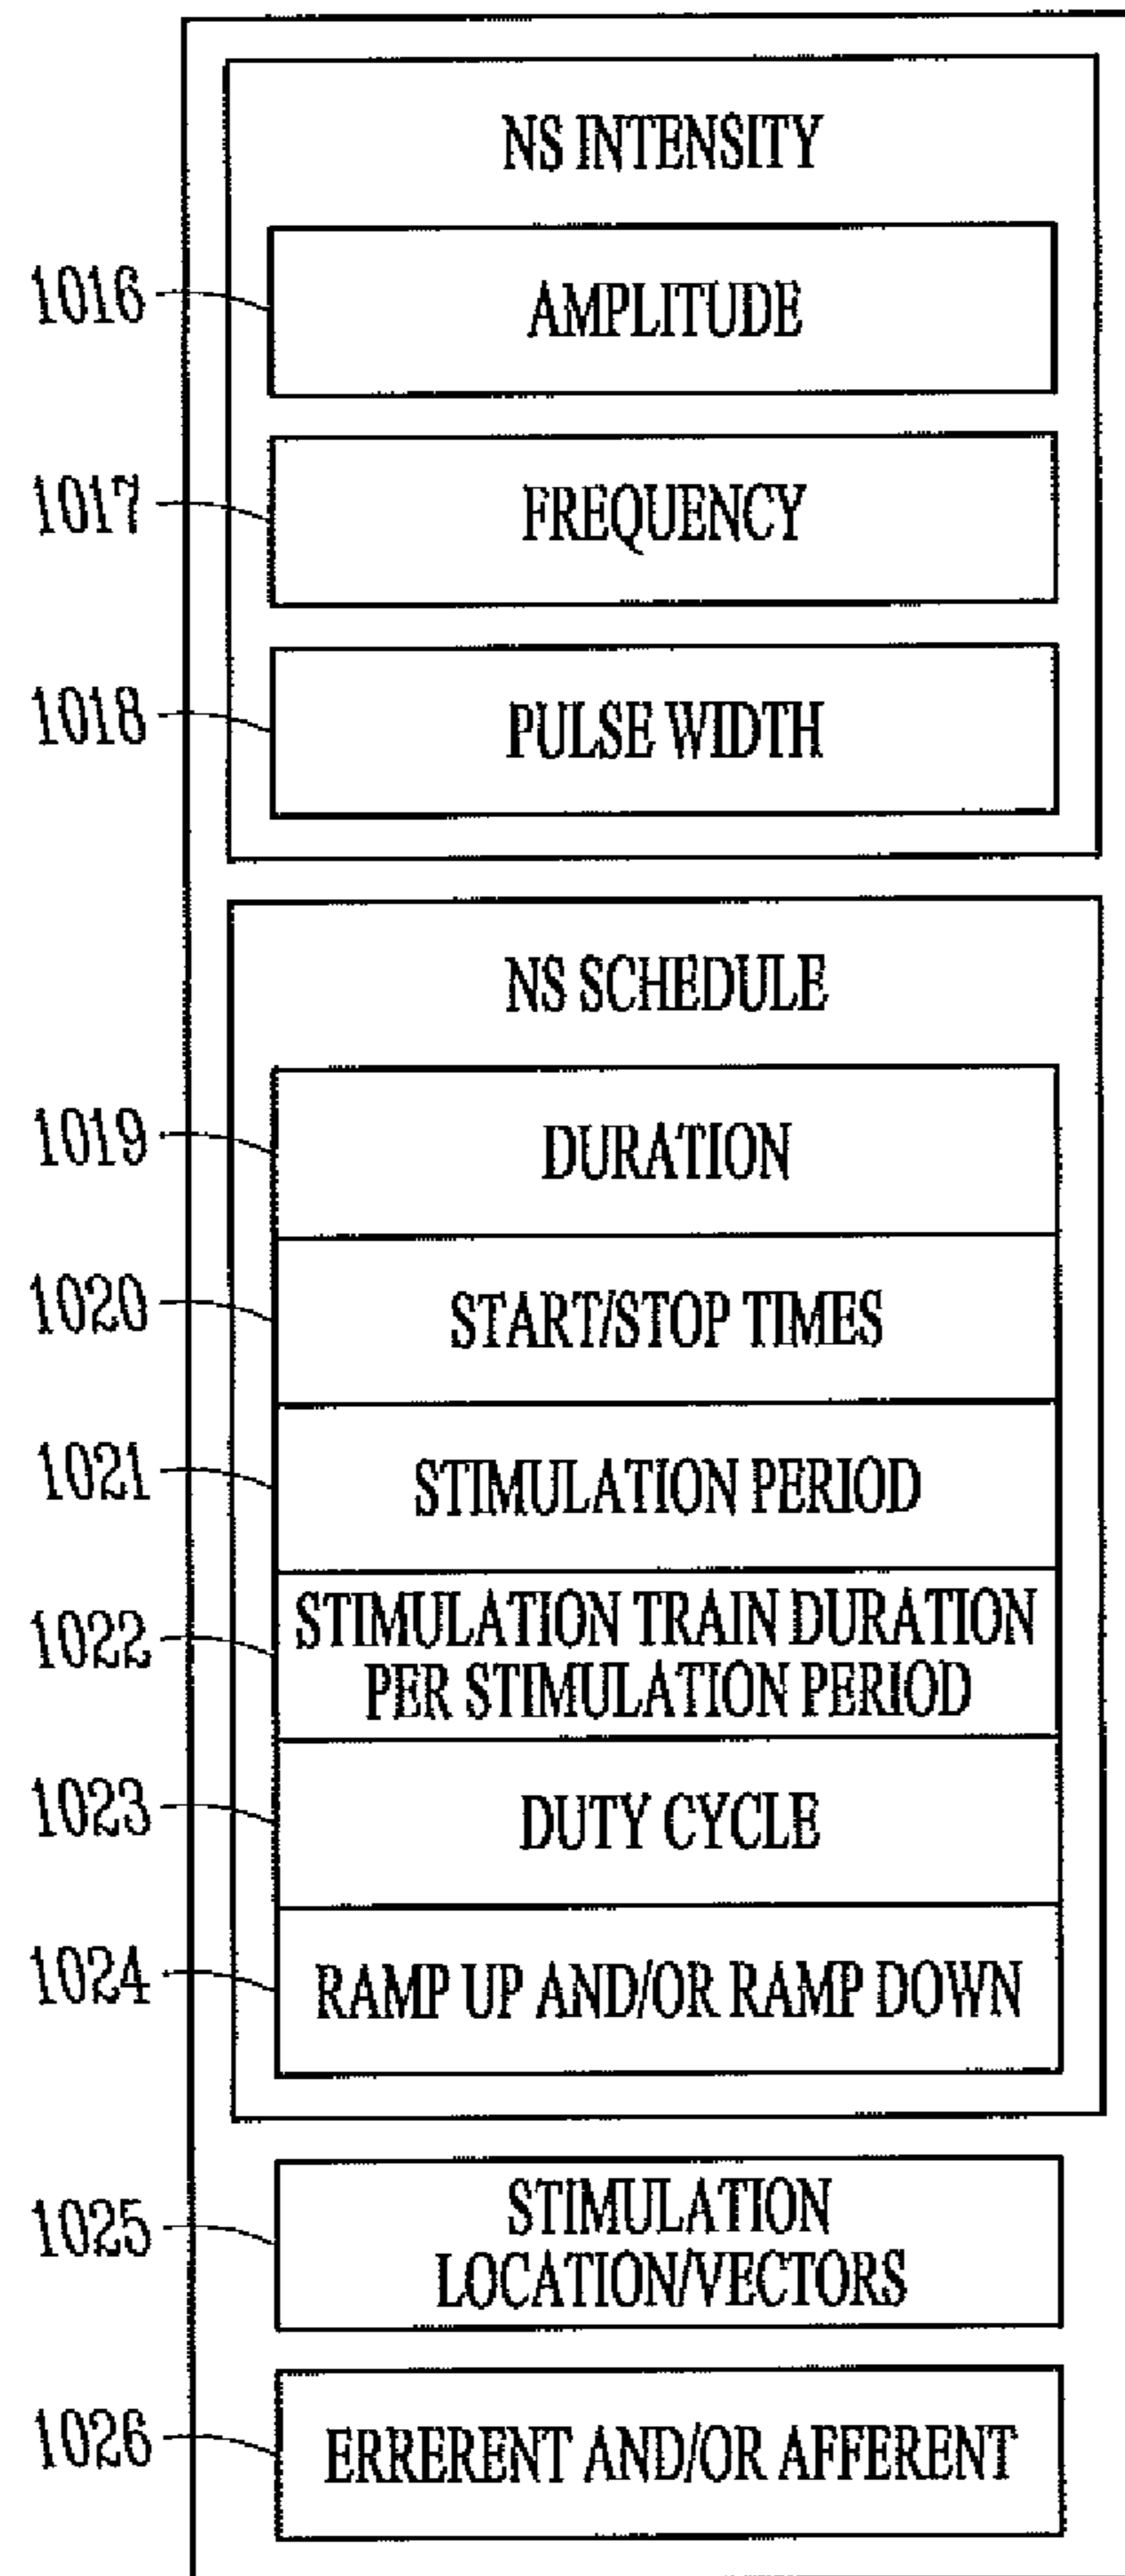 NS INTENSITY
1016 AMPLITUDE
1017 FREQUENCY
1018 PULSE WIDTH
NS SCHEDULE
1019 DURATION
1020 START/STOP TIMES
1021 STIMULATION PERIOD
1022 STIMULATION TRAIN DURATION
PER STIMULATION PERIOD
1023 DUTY CYCLE
1024 RAMP UP AND/OR RAMP DOWN
1025 STIMULATION
LOCATION/VECTORS
1026 ERRERENT AND/OR AFFERENT